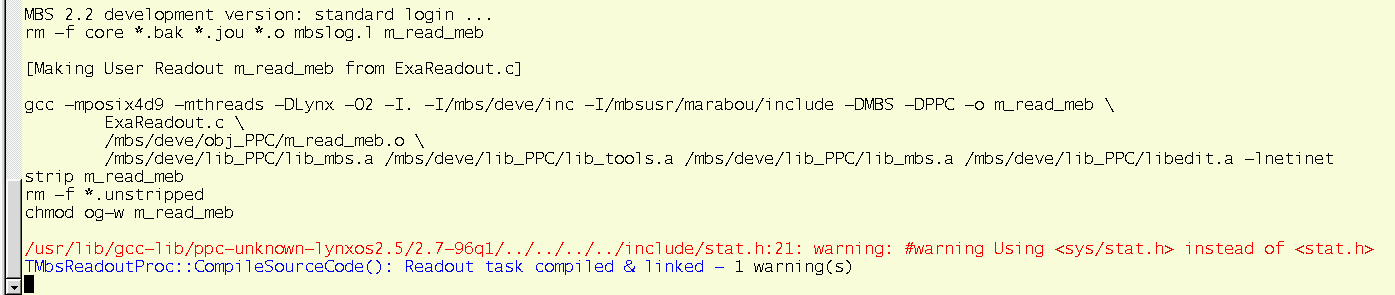 MBS 2.2 development version: standard login ...
rm -f core *.bak *.jou *.o mbslog.l m_read_meb
[Making User Readout m_read_meb from ExaReadout.c]
gcc -mposix4d9 -mthreads -DLynx -O2 -I. -I/mbs/deve/inc -I/mbsusr/marabou/include -DMBS -DPPC -o m_read_meb \
ExaReadout.c \
/mbs/deve/obj_PPC/m_read_meb.o \
/mbs/deve/lib_PPC/lib_mbs.a /mbs/deve/lib_PPC/lib_tools.a /mbs/deve/lib_PPC/lib_mbs.a /mbs/deve/lib_PPC/libedit.a -lnetinet
strip m_read_meb
rm -f *.unstripped
chmod og-w m_read_meb
/usr/lib/gcc-lib/ppc-unknown-lynxos2.5/2.7-96q1/../../../../include/stat.h:21: warning: #warning Using <sys/stat.h> instead of <stat.h>
TMbsReadoutProc::CompileSourceCode(): Readout task compiled & linked - 1 warning(s)